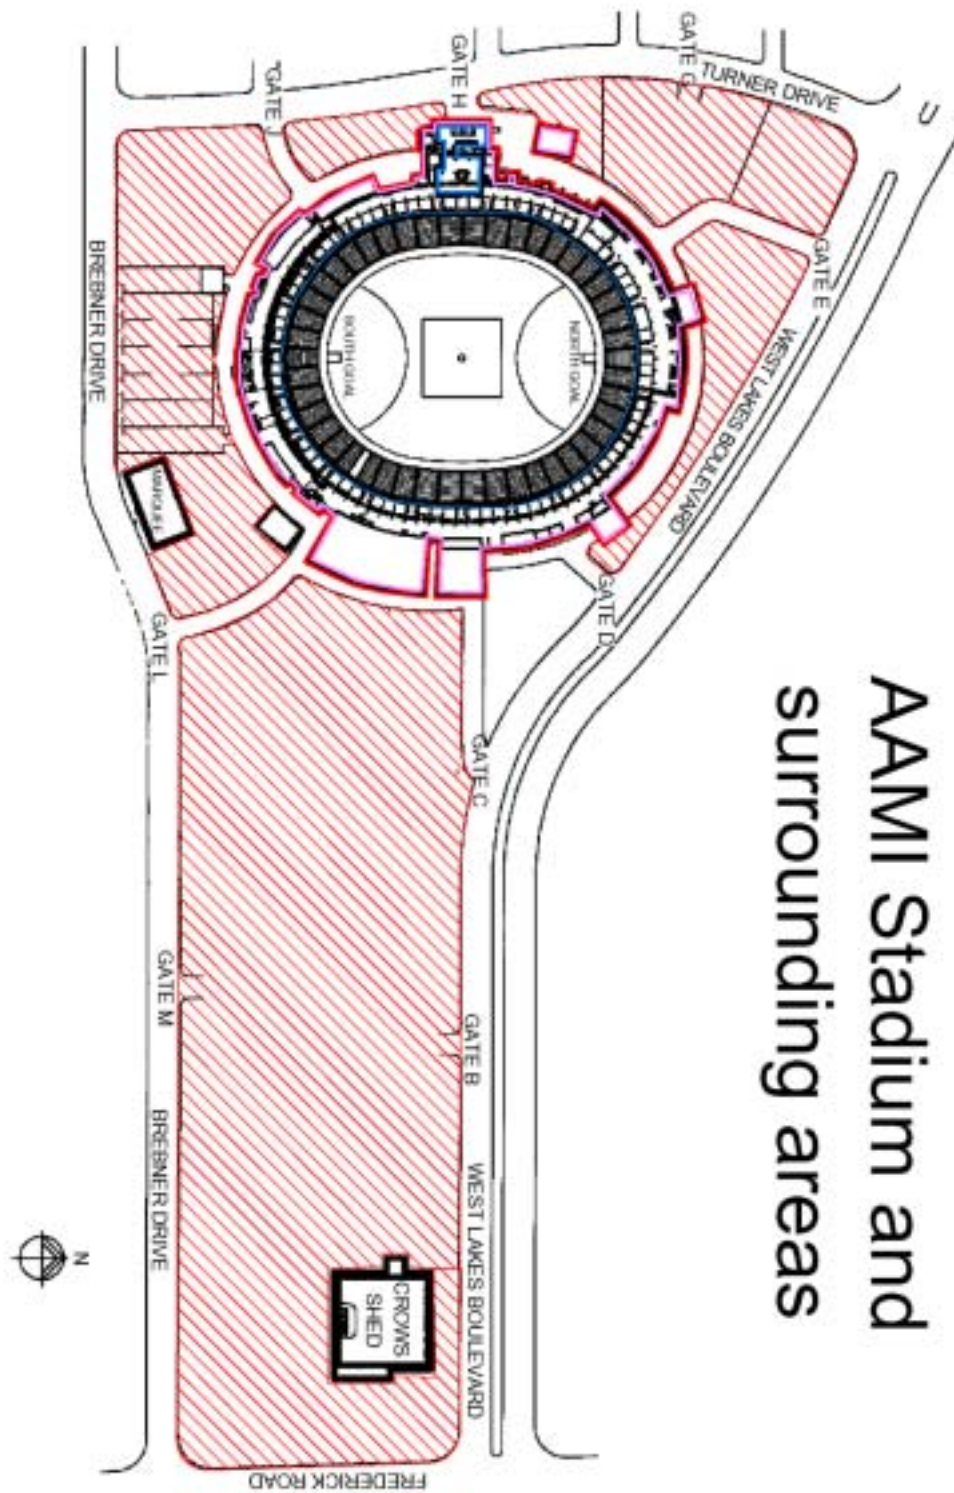 AAMI Stadium and
surrounding areas
U
TURNER DRIVE
GATE G
GATE H
GATE J
GATE E
WEST LAKES BOULEVARD
NORTH GOAL
SOUTH GOAL
BREBNER DRIVE
MARQUEE
GATE D
GATE L
GATE C
GATE M
GATE B
BREBNER DRIVE
WEST LAKES BOULEVARD
N
CROWS
SHED
FREDERICK ROAD